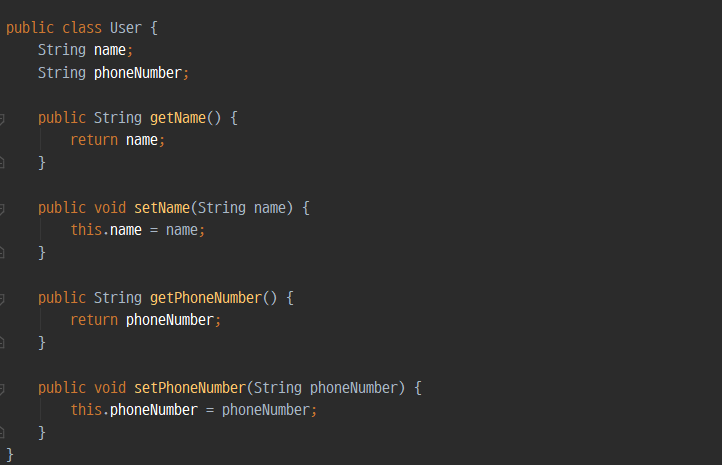 public class User {
    String name;
    String phoneNumber;

    public String getName() {
        return name;
    }

    public void setName(String name) {
        this.name = name;
    }

    public String getPhoneNumber() {
        return phoneNumber;
    }

    public void setPhoneNumber(String phoneNumber) {
        this.phoneNumber = phoneNumber;
    }
}